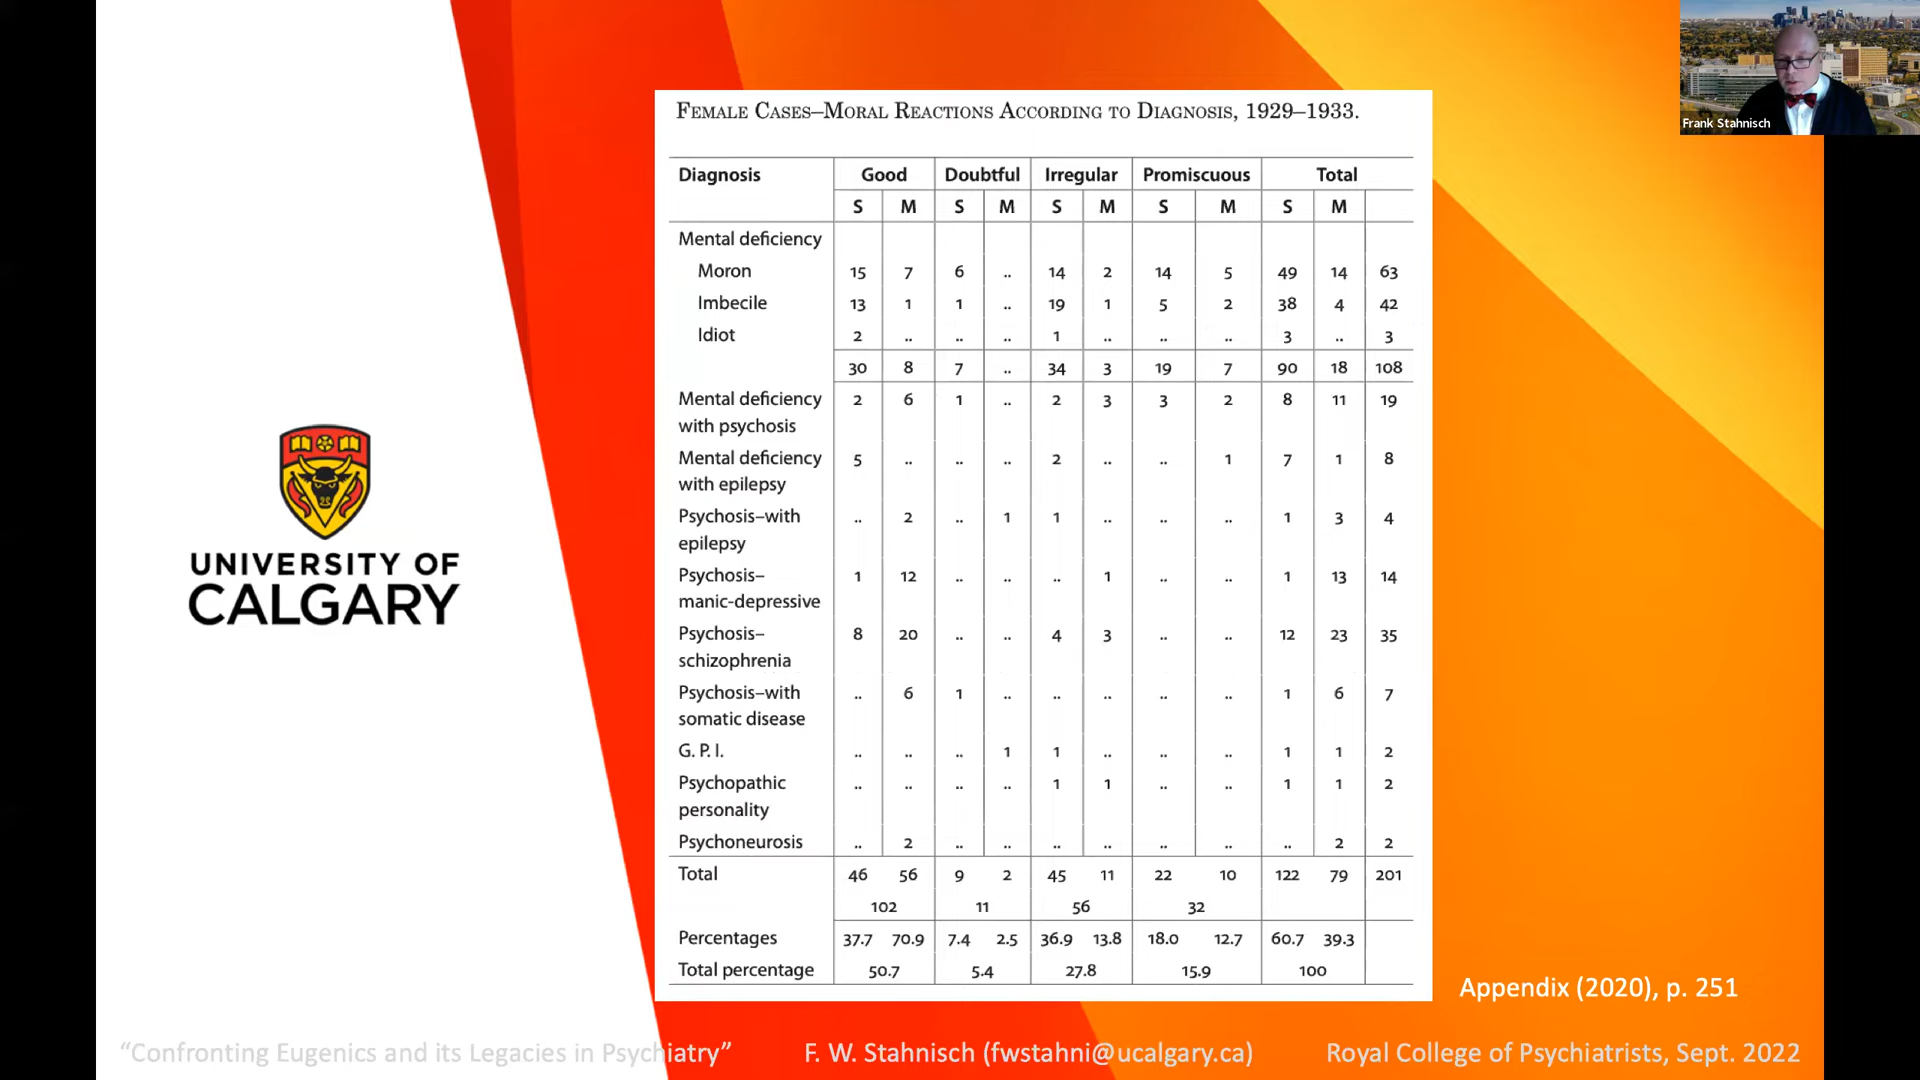 Frank Stahnisch
FEMALE CASES–MORAL REACTIONS ACCORDING TO DIAGNOSIS, 1929–1933.
Diagnosis Good Doubtful Irregular Promiscuous Total
S M S M S M S M S M
Mental deficiency
Moron 15 7 6 .. 14 2 14 5 49 14 63
Imbecile 13 1 1 .. 19 1 5 2 38 4 42
Idiot 2 .. .. .. 1 .. .. .. 3 .. 3
30 8 7 .. 34 3 19 7 90 18 108
Mental deficiency 2 6 1 .. 2 3 3 2 8 11 19
with psychosis
Mental deficiency 5 .. .. .. 2 .. .. 1 7 1 8
with epilepsy
Psychosis–with .. 2 .. 1 1 .. .. .. 1 3 4
epilepsy
Psychosis– 1 12 .. .. .. 1 .. .. 1 13 14
manic-depressive
Psychosis– 8 20 .. .. 4 3 .. .. 12 23 35
schizophrenia
Psychosis–with .. 6 1 .. .. .. .. .. 1 6 7
somatic disease
G. P. I. .. .. .. 1 1 .. .. .. 1 1 2
Psychopathic .. .. .. .. 1 1 .. .. 1 1 2
personality
Psychoneurosis .. 2 .. .. .. .. .. .. .. 2 2
Total 46 56 9 2 45 11 22 10 122 79 201
102 11 56 32
Percentages 37.7 70.9 7.4 2.5 36.9 13.8 18.0 12.7 60.7 39.3
Total percentage 50.7 5.4 27.8 15.9 100
UNIVERSITY OF
CALGARY
Appendix (2020), p. 251
“Confronting Eugenics and its Legacies in Psychiatry” F. W. Stahnisch (fwstahni@ucalgary.ca) Royal College of Psychiatrists, Sept. 2022